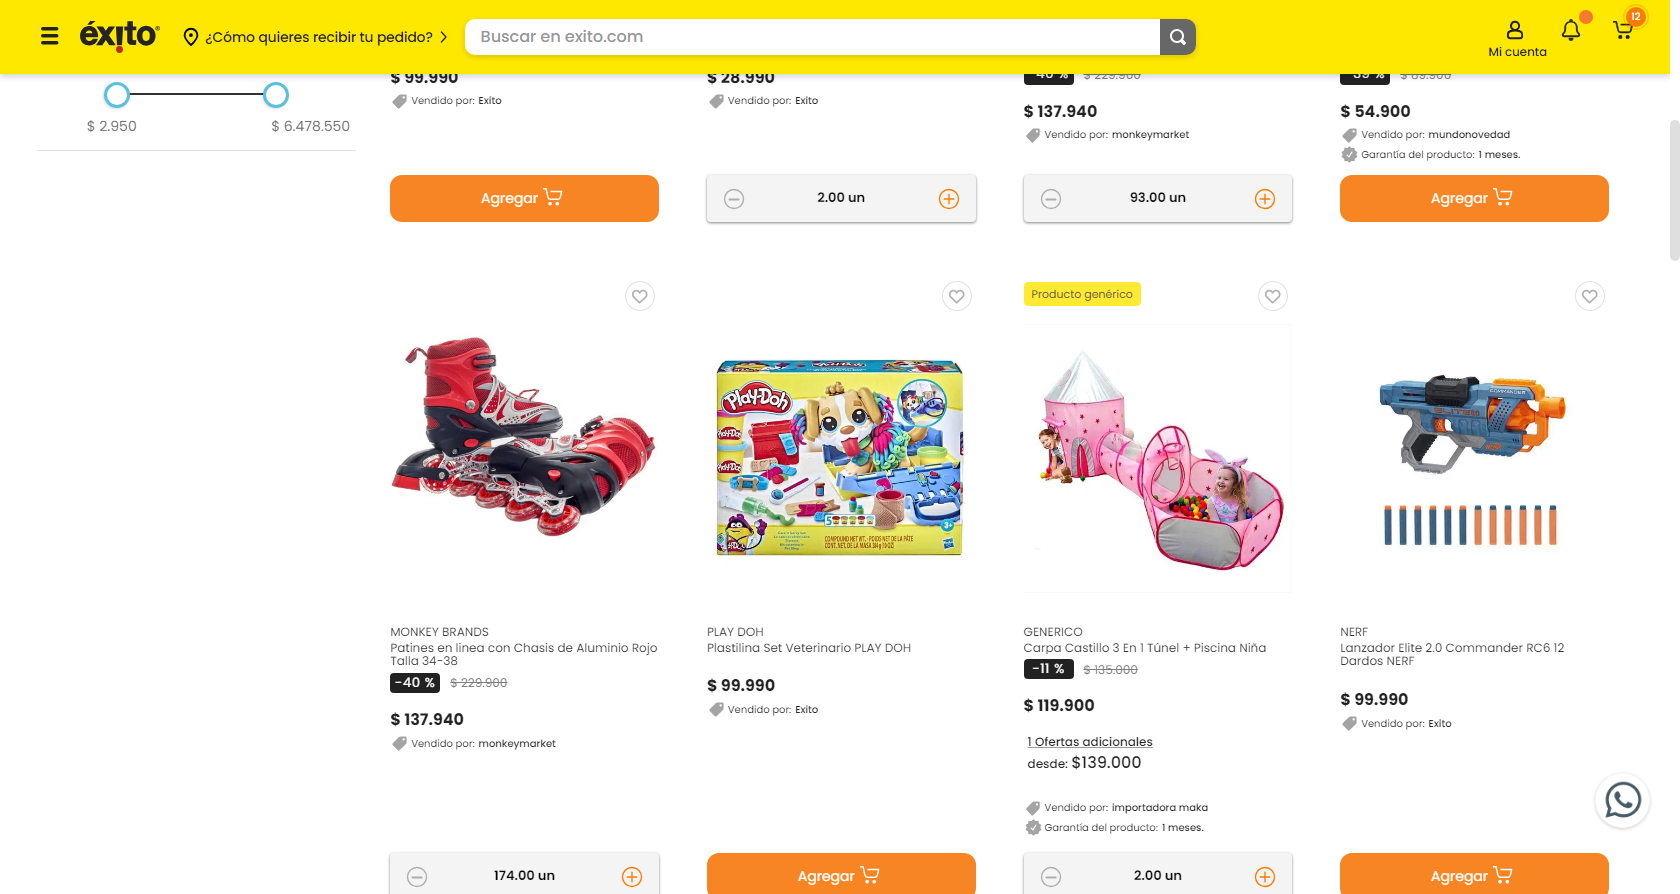 éxito
¿Cómo quieres recibir tu pedido?
Buscar en exito.com
Mi cuenta
12
$ 2.950
$ 6.478.550
$ 99.990
Vendido por: Exito
Agregar
$ 28.990
Vendido por: Exito
2.00 un
-40 %
$ 229.900
$ 137.940
Vendido por: monkeymarket
93.00 un
-39 %
$ 89.900
$ 54.900
Vendido por: mundonovedad
Garantía del producto: 1 meses.
Agregar
MONKEY BRANDS
Patines en linea con Chasis de Aluminio Rojo
Talla 34-38
-40 %
$ 229.900
$ 137.940
Vendido por: monkeymarket
174.00 un
Play-Doh
3+
PLAY DOH
Plastilina Set Veterinario PLAY DOH
$ 99.990
Vendido por: Exito
Agregar
Producto genérico
GENERICO
Carpa Castillo 3 En 1 Túnel + Piscina Niña
-11 %
$ 135.000
$ 119.900
1 Ofertas adicionales
desde: $139.000
Vendido por: importadora maka
Garantía del producto: 1 meses.
2.00 un
NERF
Lanzador Elite 2.0 Commander RC6 12
Dardos NERF
$ 99.990
Vendido por: Exito
Agregar